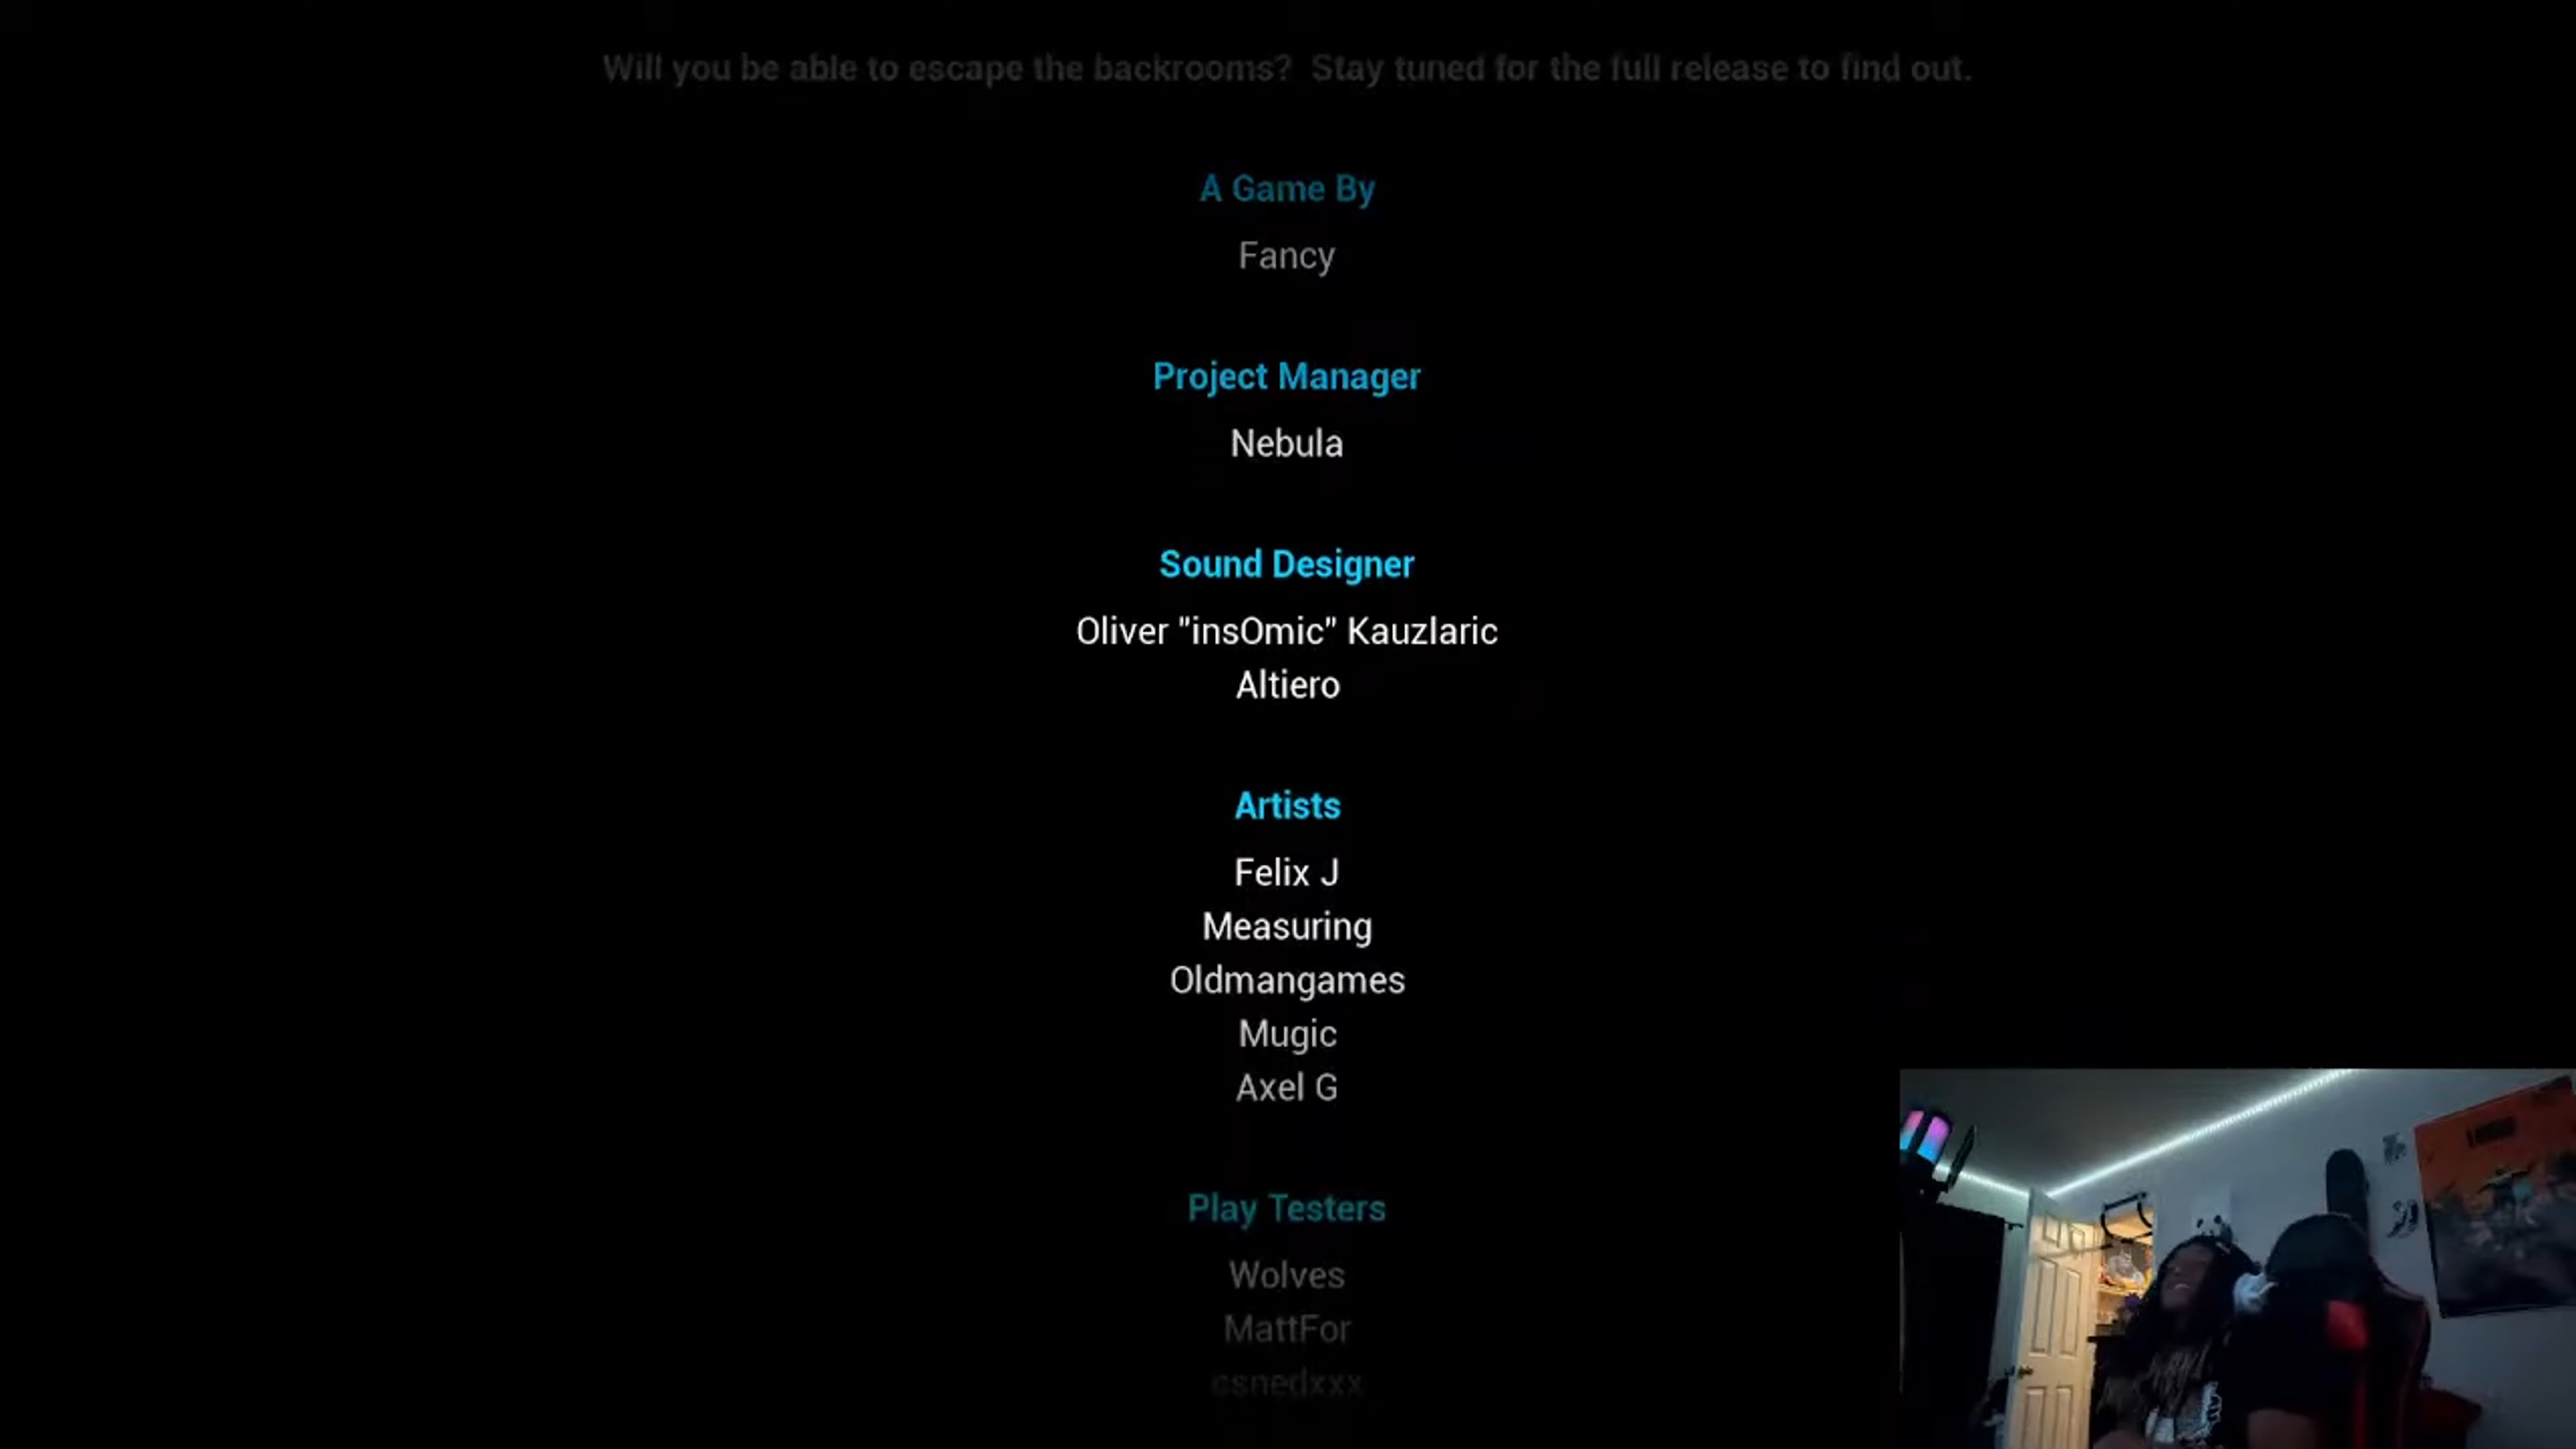 Will you be able to escape the backrooms?  Stay tuned for the full release to find out.
A Game By
Fancy
Project Manager
Nebula
Sound Designer
Oliver "insOmic" Kauzlaric
Altiero
Artists
Felix J
Measuring
Oldmangames
Mugic
Axel G
Play Testers
Wolves
MattFor
csnedxxx